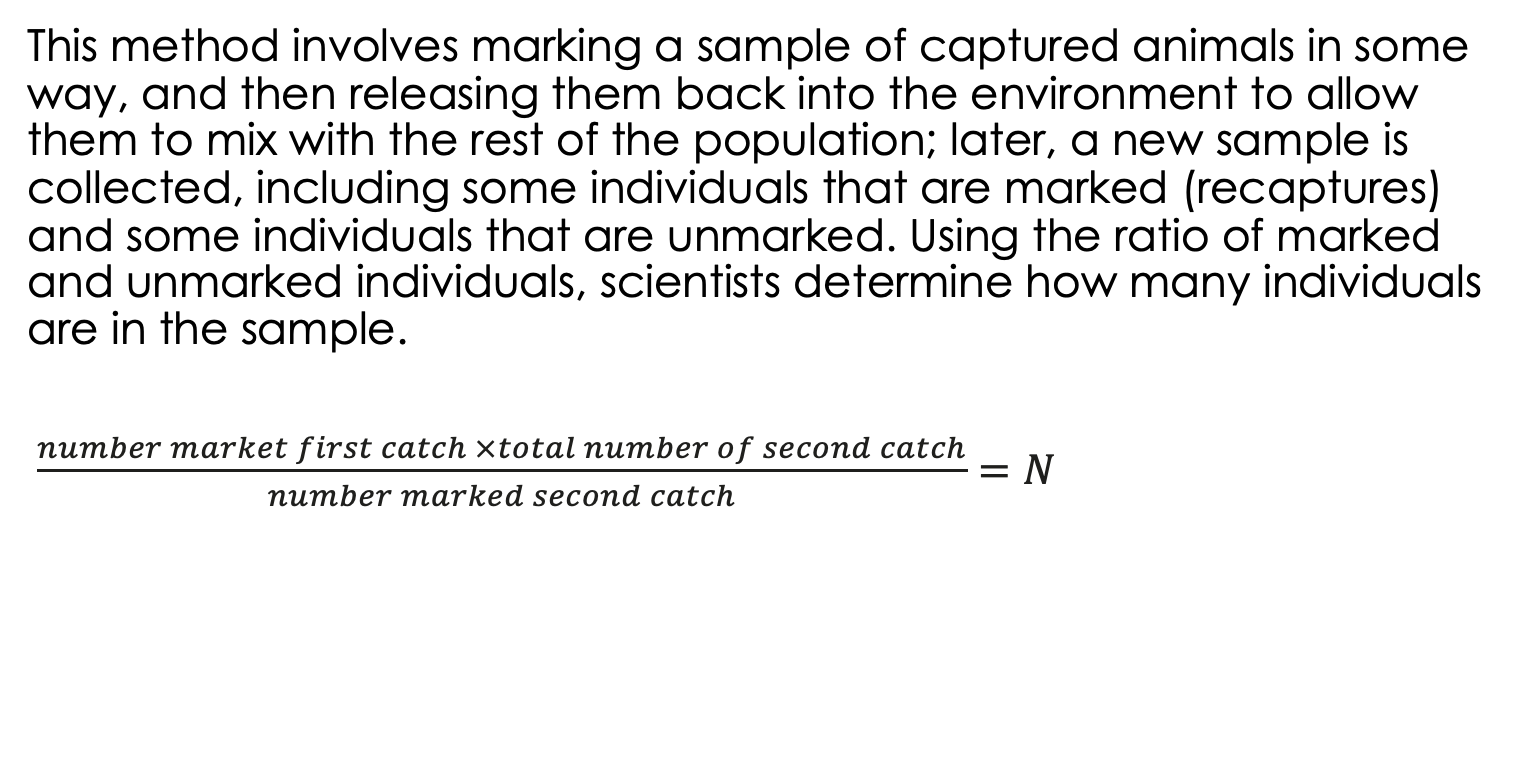 This method involves marking a sample of captured animals in some
way, and then releasing them back into the environment to allow
them to mix with the rest of the population; later, a new sample is
collected, including some individuals that are marked (recaptures)
and some individuals that are unmarked. Using the ratio of marked
and unmarked individuals, scientists determine how many individuals
are in the sample.
number market first catch ×total number of second catch
number marked second catch
= N